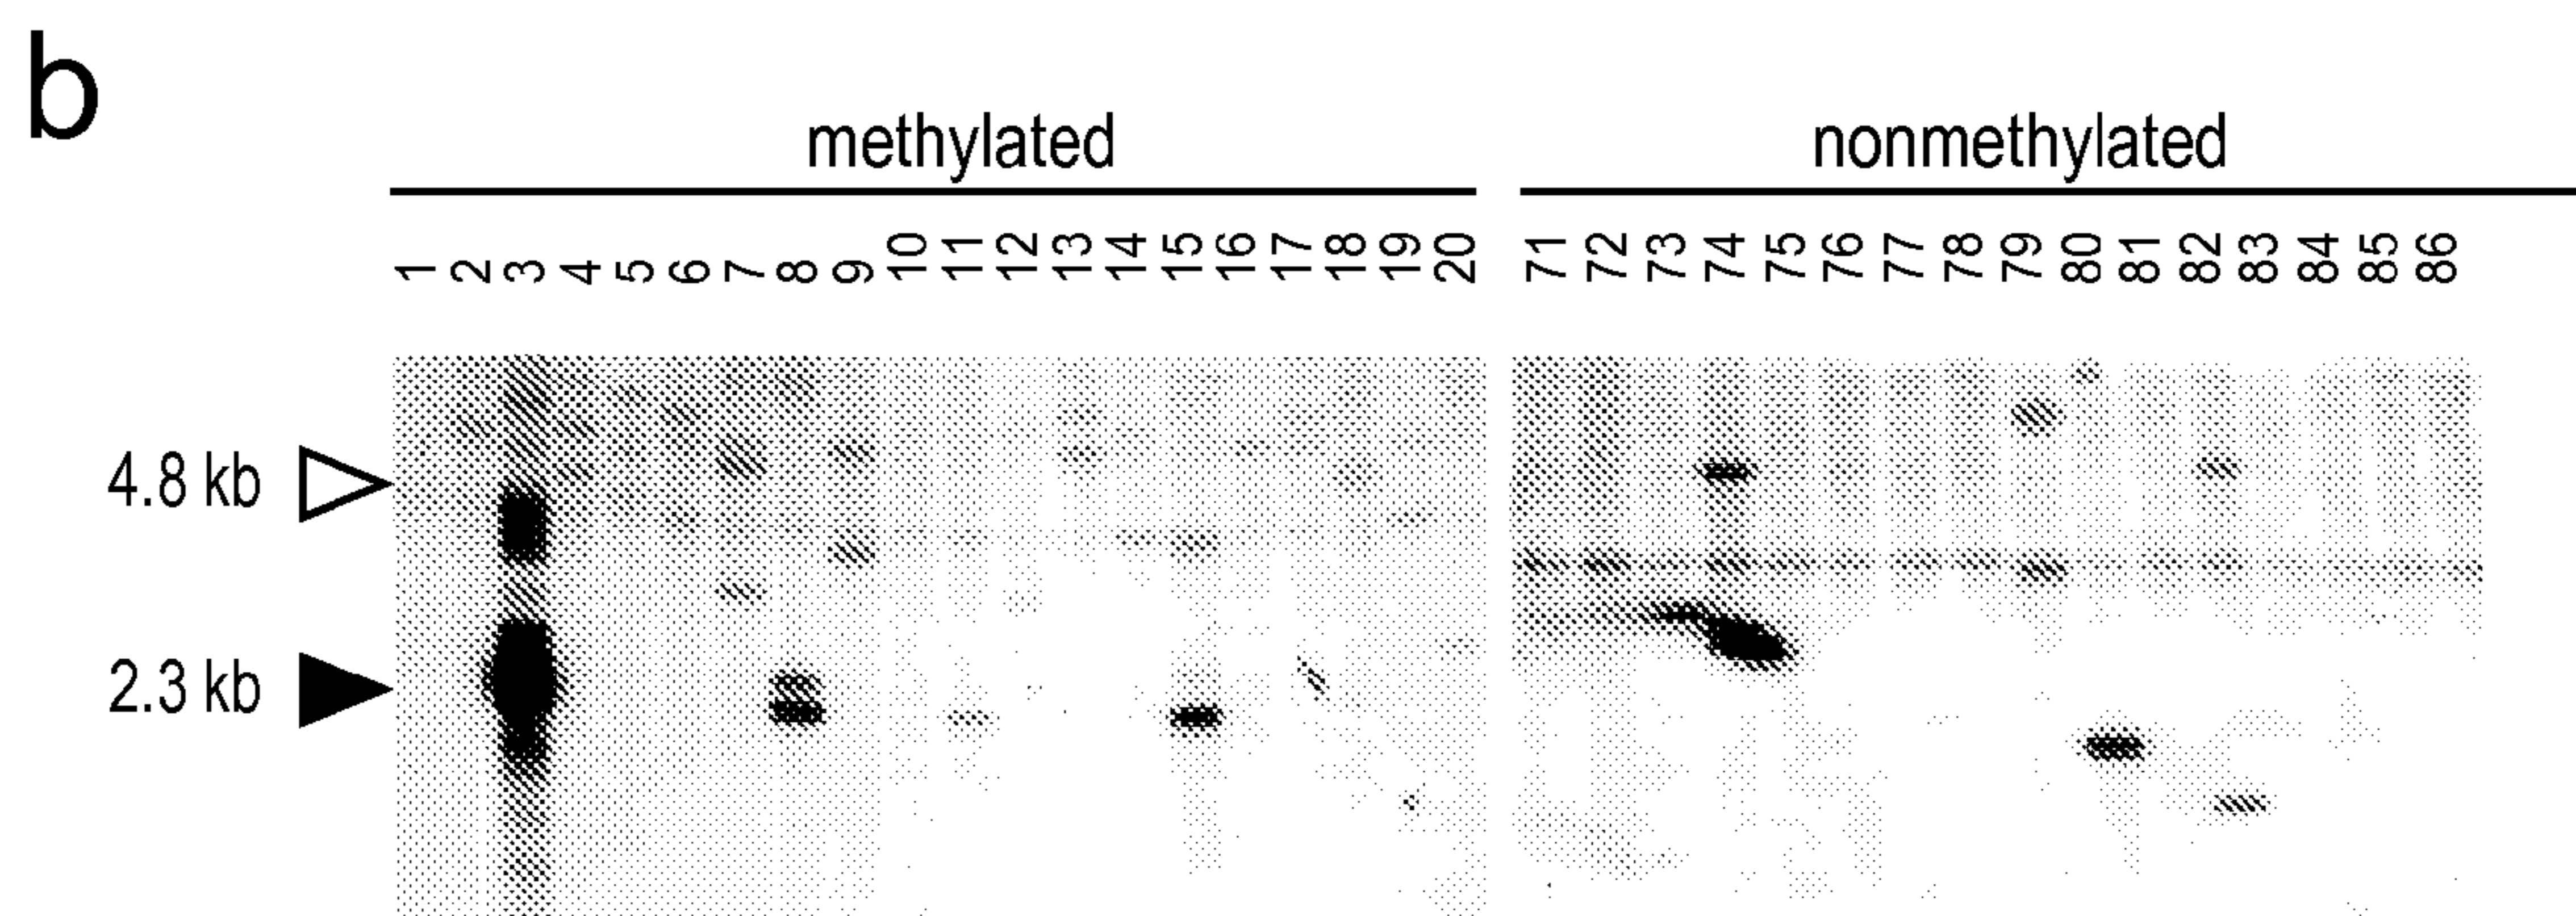 b
methylated nonmethylated
1 2 3 4 5 6 7 8 9 10 11 12 13 14 15 16 17 18 19 20 71 72 73 74 75 76 77 78 79 80 81 82 83 84 85 86
4.8 kb
2.3 kb